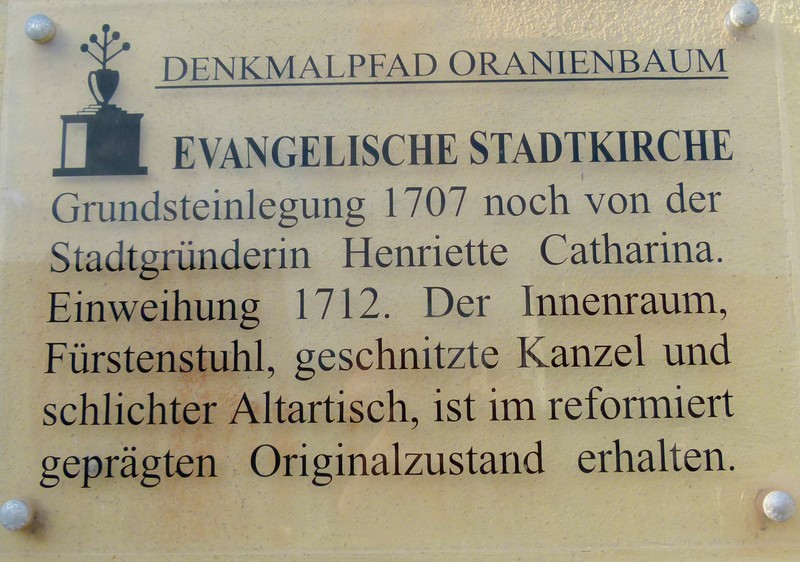 DENKMALPFAD ORANIENBAUM
EVANGELISCHE STADTKIRCHE
Grundsteinlegung 1707 noch von der
Stadtgründerin Henriette Catharina.
Einweihung 1712. Der Innenraum,
Fürstenstuhl, geschnitzte Kanzel und
schlichter Altartisch, ist im reformiert
geprägten Originalzustand erhalten.